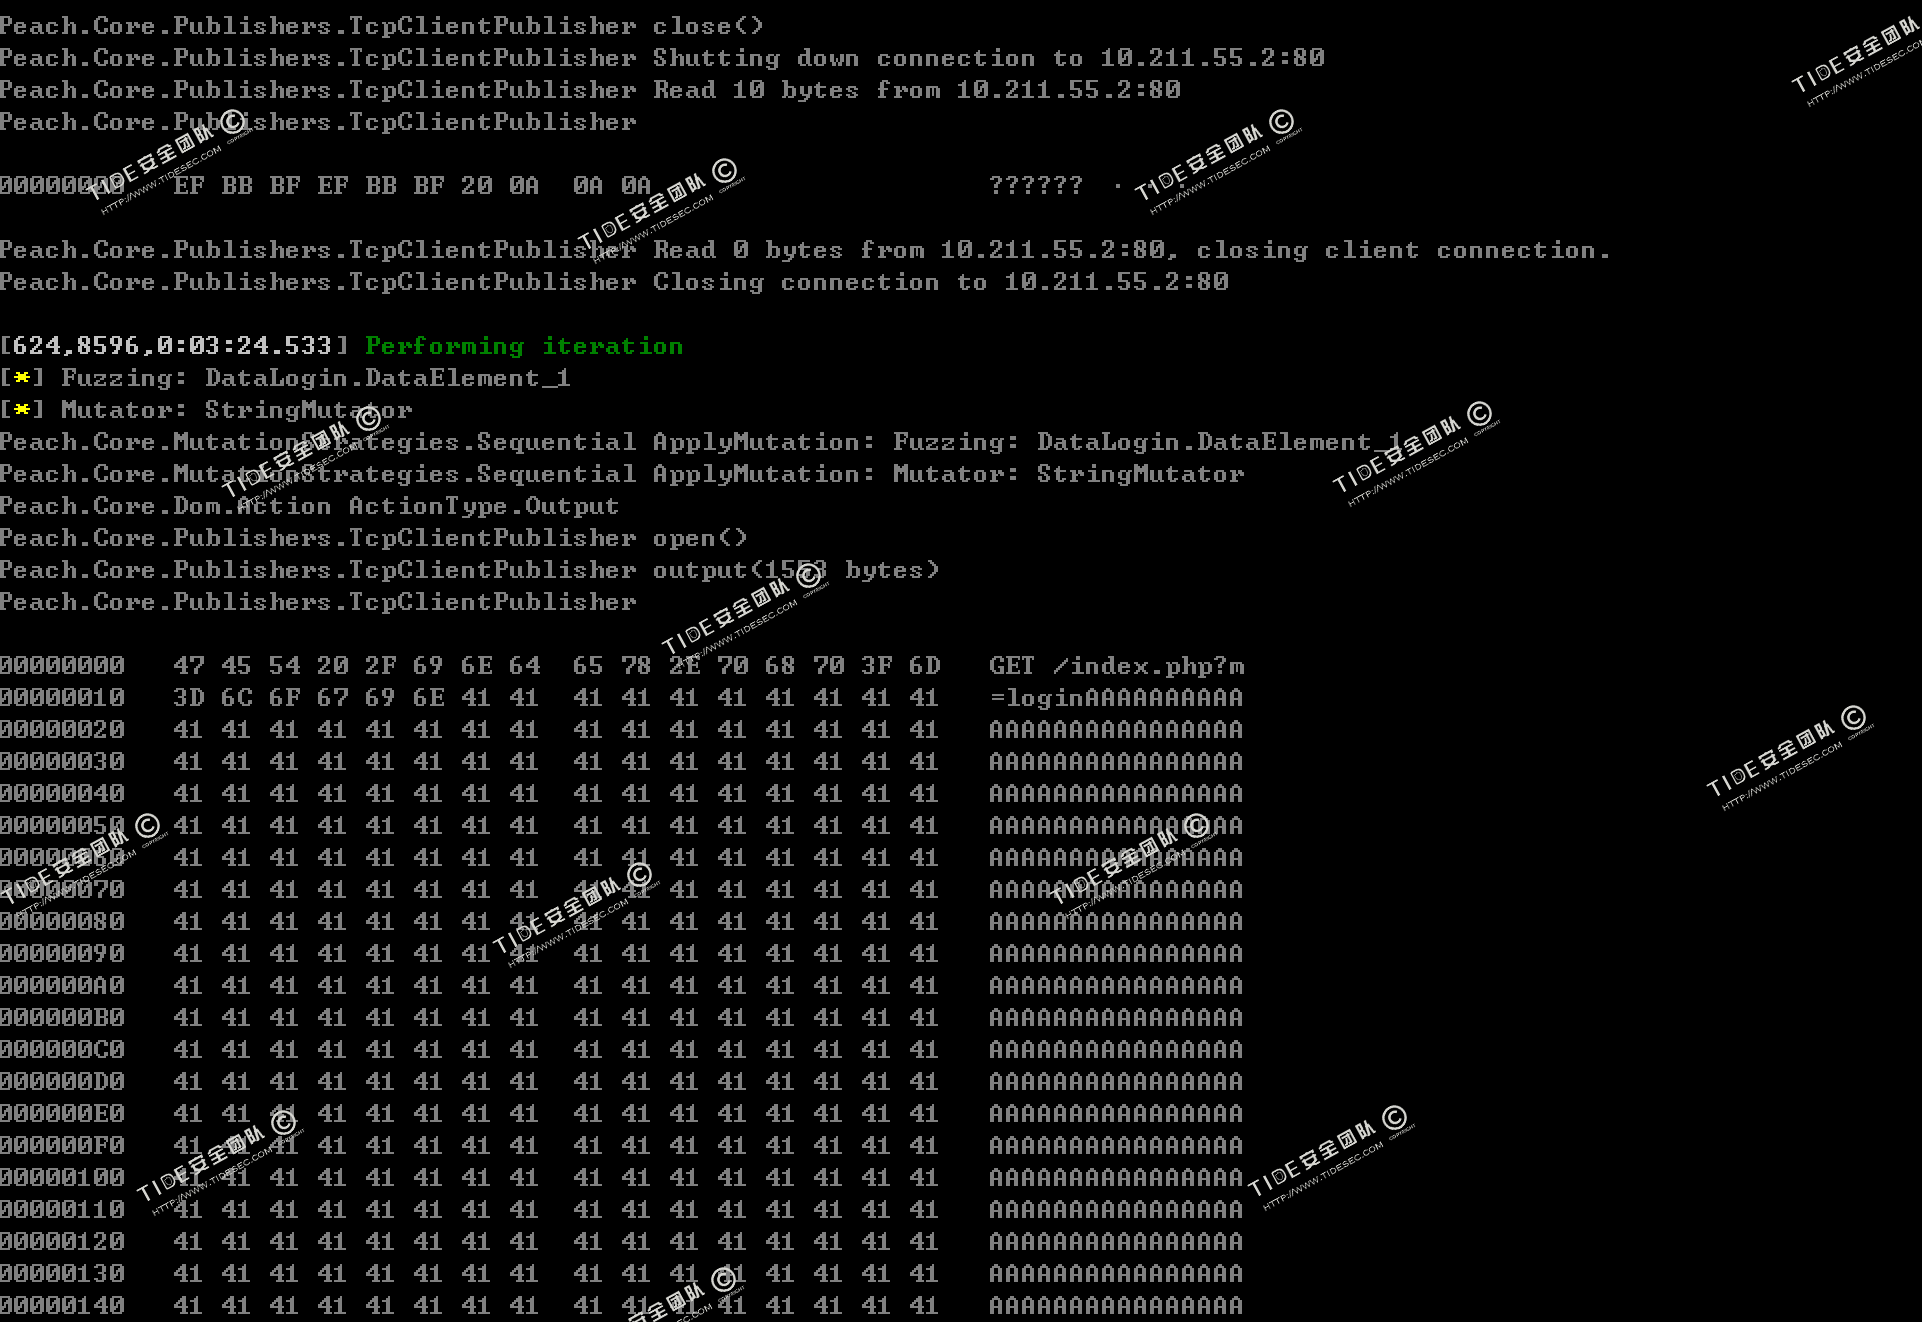 Peach.Core.Publishers.TcpClientPublisher close()
Peach.Core.Publishers.TcpClientPublisher Shutting down connection to 10.211.55.2:80
Peach.Core.Publishers.TcpClientPublisher Read 10 bytes from 10.211.55.2:80
Peach.Core.Publishers.TcpClientPublisher
00000000   EF BB BF EF BB BF 20 0A  0A 0A   ??????  ...
Peach.Core.Publishers.TcpClientPublisher Read 0 bytes from 10.211.55.2:80, closing client connection.
Peach.Core.Publishers.TcpClientPublisher Closing connection to 10.211.55.2:80
[624,8596,0:03:24.533] Performing iteration
[*] Fuzzing: DataLogin.DataElement_1
[*] Mutator: StringMutator
Peach.Core.MutationStrategies.Sequential ApplyMutation: Fuzzing: DataLogin.DataElement_1
Peach.Core.MutationStrategies.Sequential ApplyMutation: Mutator: StringMutator
Peach.Core.Dom.Action ActionType.Output
Peach.Core.Publishers.TcpClientPublisher open()
Peach.Core.Publishers.TcpClientPublisher output( bytes)
Peach.Core.Publishers.TcpClientPublisher
00000000   47 45 54 20 2F 69 6E 64  65 78 2E 70 68 70 3F 6D   GET /index.php?m
00000010   3D 6C 6F 67 69 6E 41 41  41 41 41 41 41 41 41 41   =loginAAAAAAAAAA
00000020   41 41 41 41 41 41 41 41  41 41 41 41 41 41 41 41   AAAAAAAAAAAAAAAA
00000030   41 41 41 41 41 41 41 41  41 41 41 41 41 41 41 41   AAAAAAAAAAAAAAAA
00000040   41 41 41 41 41 41 41 41  41 41 41 41 41 41 41 41   AAAAAAAAAAAAAAAA
00000050   41 41 41 41 41 41 41 41  41 41 41 41 41 41 41 41   AAAAAAAAAAAAAAAA
00000060   41 41 41 41 41 41 41 41  41 41 41 41 41 41 41 41   AAAAAAAAAAAAAAAA
00000070   41 41 41 41 41 41 41 41  41 41 41 41 41 41 41 41   AAAAAAAAAAAAAAAA
00000080   41 41 41 41 41 41 41 41  41 41 41 41 41 41 41 41   AAAAAAAAAAAAAAAA
00000090   41 41 41 41 41 41 41 41  41 41 41 41 41 41 41 41   AAAAAAAAAAAAAAAA
000000A0   41 41 41 41 41 41 41 41  41 41 41 41 41 41 41 41   AAAAAAAAAAAAAAAA
000000B0   41 41 41 41 41 41 41 41  41 41 41 41 41 41 41 41   AAAAAAAAAAAAAAAA
000000C0   41 41 41 41 41 41 41 41  41 41 41 41 41 41 41 41   AAAAAAAAAAAAAAAA
000000D0   41 41 41 41 41 41 41 41  41 41 41 41 41 41 41 41   AAAAAAAAAAAAAAAA
000000E0   41 41 41 41 41 41 41 41  41 41 41 41 41 41 41 41   AAAAAAAAAAAAAAAA
000000F0   41 41 41 41 41 41 41 41  41 41 41 41 41 41 41 41   AAAAAAAAAAAAAAAA
00000100   41 41 41 41 41 41 41 41  41 41 41 41 41 41 41 41   AAAAAAAAAAAAAAAA
00000110   41 41 41 41 41 41 41 41  41 41 41 41 41 41 41 41   AAAAAAAAAAAAAAAA
00000120   41 41 41 41 41 41 41 41  41 41 41 41 41 41 41 41   AAAAAAAAAAAAAAAA
00000130   41 41 41 41 41 41 41 41  41 41 41 41 41 41 41 41   AAAAAAAAAAAAAAAA
00000140   41 41 41 41 41 41 41 41  41 41 41 41 41 41 41 41   AAAAAAAAAAAAAAAA
TIDE安全团队 ©
HTTP://WWW.TIDESEC.COM COPYRIGHT